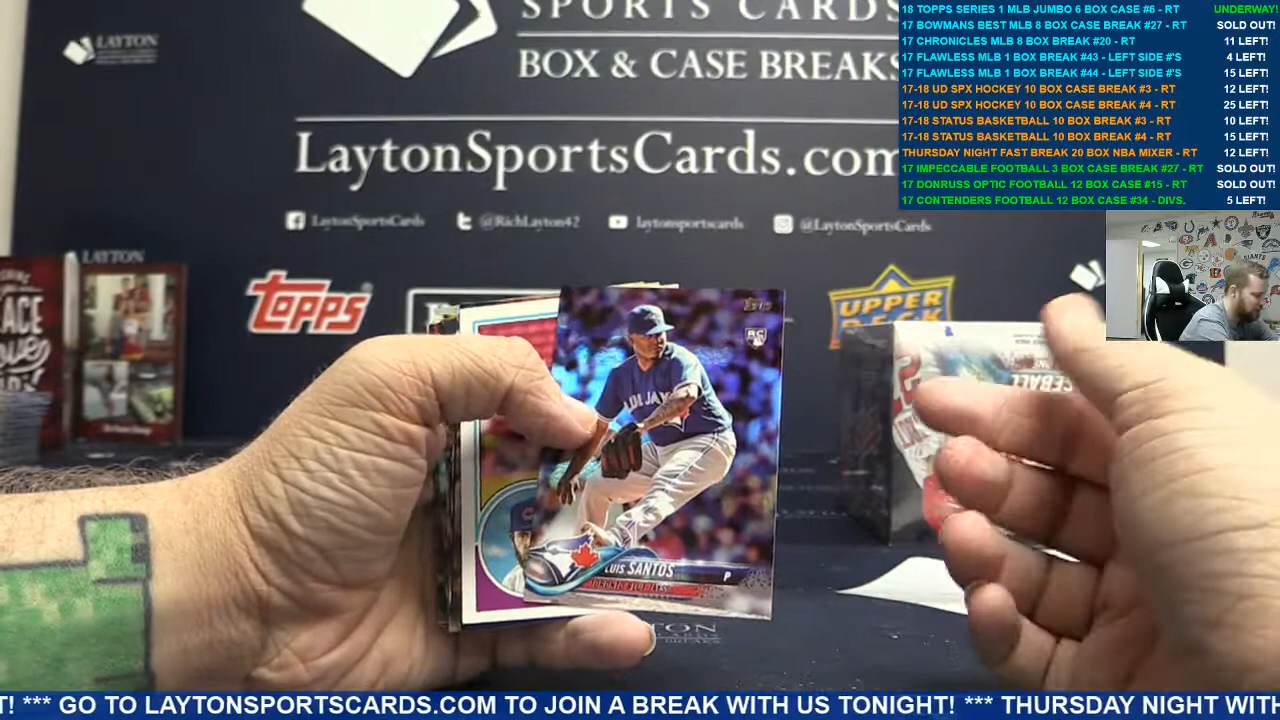 SPORTS CARDS
BOX & CASE BREAKS
LaytonSportsCards.com
LaytonSportsCards
@RichLayton42
laytonsportscards
@LaytonSportsCards
LAYTON
LAYTON
topps
UPPER
DECK
RC
LUIS SANTOS
P
TORONTO BLUE JAYS
18 TOPPS SERIES 1 MLB JUMBO 6 BOX CASE #6 - RT UNDERWAY!
17 BOWMANS BEST MLB 8 BOX CASE BREAK #27 - RT SOLD OUT!
17 CHRONICLES MLB 8 BOX BREAK #20 - RT 11 LEFT!
17 FLAWLESS MLB 1 BOX BREAK #43 - LEFT SIDE #'S 4 LEFT!
17 FLAWLESS MLB 1 BOX BREAK #44 - LEFT SIDE #'S 15 LEFT!
17-18 UD SPX HOCKEY 10 BOX CASE BREAK #3 - RT 12 LEFT!
17-18 UD SPX HOCKEY 10 BOX CASE BREAK #4 - RT 25 LEFT!
17-18 STATUS BASKETBALL 10 BOX BREAK #3 - RT 10 LEFT!
17-18 STATUS BASKETBALL 10 BOX BREAK #4 - RT 15 LEFT!
THURSDAY NIGHT FAST BREAK 20 BOX NBA MIXER - RT 12 LEFT!
17 IMPECCABLE FOOTBALL 3 BOX CASE BREAK #27 - RT SOLD OUT!
17 DONRUSS OPTIC FOOTBALL 12 BOX CASE #15 - RT SOLD OUT!
17 CONTENDERS FOOTBALL 12 BOX CASE #34 - DIVS. 5 LEFT!
T! *** GO TO LAYTONSPORTSCARDS.COM TO JOIN A BREAK WITH US TONIGHT! *** THURSDAY NIGHT WITH